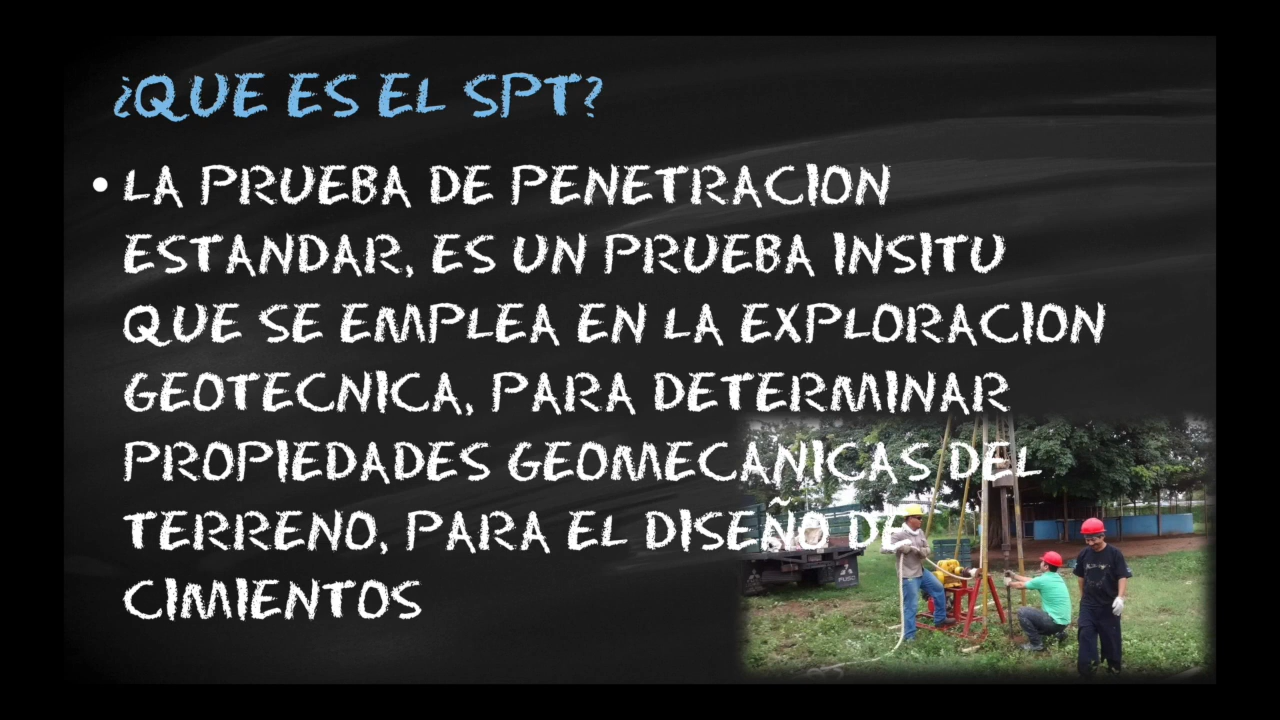 ¿QUE ES EL SPT?
• LA PRUEBA DE PENETRACION
ESTANDAR, ES UN PRUEBA INSITU
QUE SE EMPLEA EN LA EXPLORACION
GEOTECNICA, PARA DETERMINAR
PROPIEDADES GEOMECANICAS DEL
TERRENO, PARA EL DISEÑO DE
CIMIENTOS
FUSO